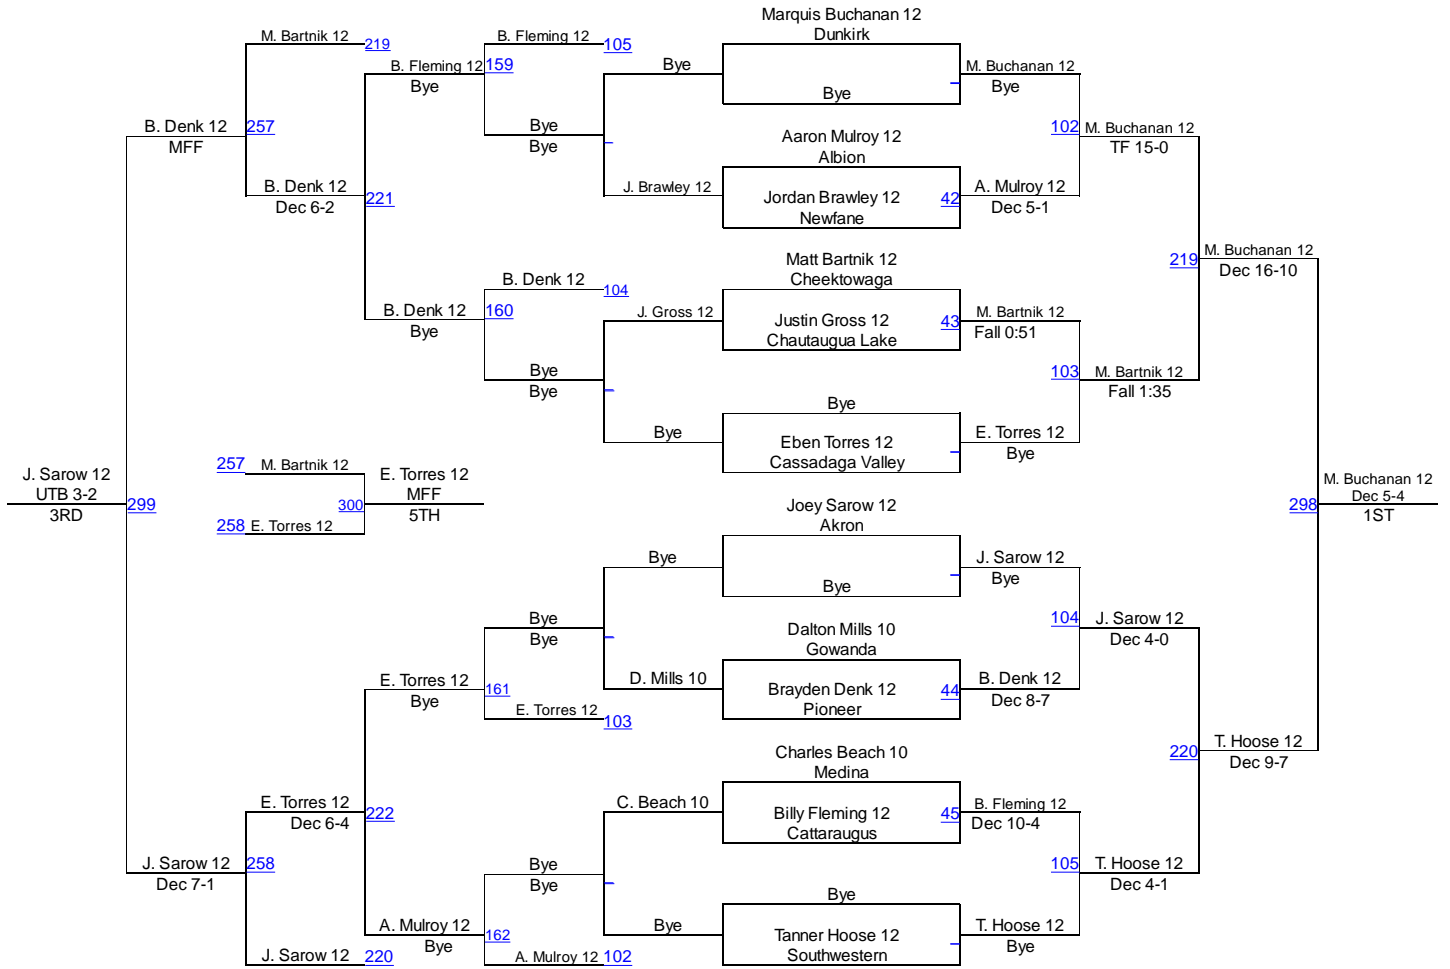 Marquis Buchanan 12
Dunkirk
M. Bartnik 12
219
B. Fleming 12
105
B. Fleming 12
159
Bye
Bye
Bye
M. Buchanan 12
Bye
B. Denk 12
257
MFF
Bye
Bye
Aaron Mulroy 12
Albion
102
M. Buchanan 12
TF 15-0
B. Denk 12
Dec 6-2
221
J. Brawley 12
Jordan Brawley 12
Newfane
42
A. Mulroy 12
Dec 5-1
Matt Bartnik 12
Cheektowaga
219
M. Buchanan 12
Dec 16-10
B. Denk 12
104
B. Denk 12
160
Bye
J. Gross 12
Justin Gross 12
Chautaugua Lake
43
M. Bartnik 12
Fall 0:51
Bye
Bye
103
M. Bartnik 12
Fall 1:35
Bye
Bye
Eben Torres 12
Cassadaga Valley
E. Torres 12
Bye
257
M. Bartnik 12
J. Sarow 12
UTB 3-2
3RD
299
300
E. Torres 12
MFF
5TH
258
E. Torres 12
Joey Sarow 12
Akron
298
M. Buchanan 12
Dec 5-4
1ST
Bye
Bye
J. Sarow 12
Bye
Bye
Bye
Dalton Mills 10
Gowanda
104
J. Sarow 12
Dec 4-0
E. Torres 12
Bye
161
E. Torres 12
103
D. Mills 10
Brayden Denk 12
Pioneer
44
B. Denk 12
Dec 8-7
Charles Beach 10
Medina
220
T. Hoose 12
Dec 9-7
E. Torres 12
Dec 6-4
222
C. Beach 10
Billy Fleming 12
Cattaraugus
45
B. Fleming 12
Dec 10-4
J. Sarow 12
Dec 7-1
258
Bye
Bye
105
T. Hoose 12
Dec 4-1
Bye
A. Mulroy 12
Bye
162
Bye
Tanner Hoose 12
Southwestern
T. Hoose 12
Bye
J. Sarow 12
220
A. Mulroy 12
102